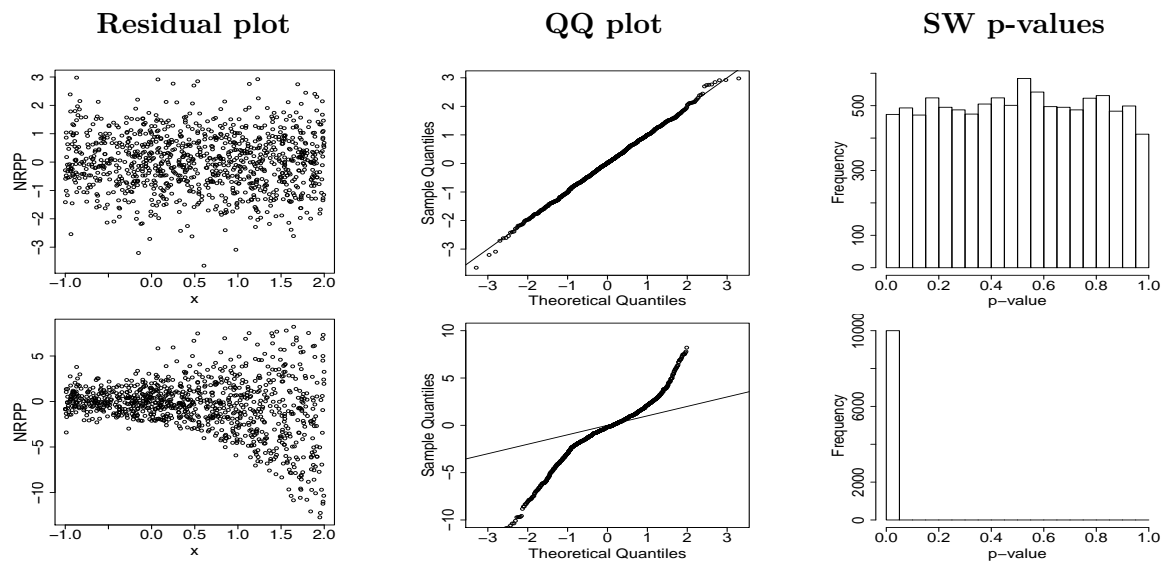 Residual plot
QQ plot
SW p-values
NRPP
3
2
1
0
−1
−2
−3
−1.0 0.0 0.5 1.0 1.5 2.0
x
Sample Quantiles
3
2
1
0
−1
−2
−3
−3 −2 −1 0 1 2 3
Theoretical Quantiles
Frequency
500
300
100
0
0.0 0.2 0.4 0.6 0.8 1.0
p−value
NRPP
5
0
−5
−10
−1.0 0.0 0.5 1.0 1.5 2.0
x
Sample Quantiles
10
5
0
−5
−10
−3 −2 −1 0 1 2 3
Theoretical Quantiles
Frequency
10000
6000
2000
0
0.0 0.2 0.4 0.6 0.8 1.0
p−value